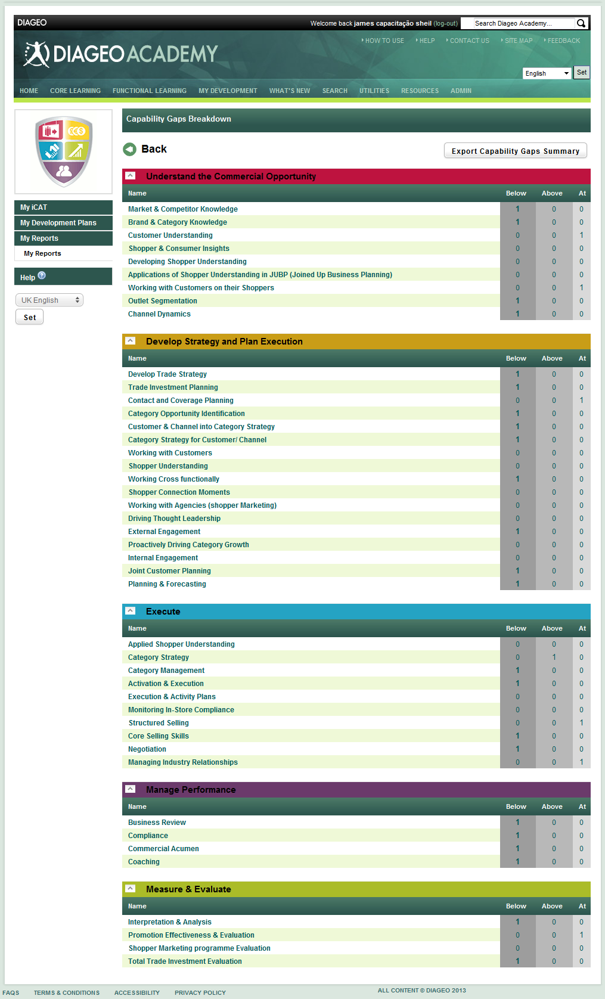 DIAGEO
Welcome back james capacitação sheil (log-out)
Search Diageo Academy...
HOW TO USE HELP CONTACT US SITE MAP FEEDBACK
DIAGEO ACADEMY
English Set
HOME CORE LEARNING FUNCTIONAL LEARNING MY DEVELOPMENT WHAT'S NEW SEARCH UTILITIES RESOURCES ADMIN
My iCAT
My Development Plans
My Reports
My Reports
Help ?
UK English
Set
Capability Gaps Breakdown
Back
Export Capability Gaps Summary
Understand the Commercial Opportunity
Name Below Above At
Market & Competitor Knowledge 1 0 0
Brand & Category Knowledge 1 0 0
Customer Understanding 0 0 1
Shopper & Consumer Insights 0 0 0
Developing Shopper Understanding 0 0 0
Applications of Shopper Understanding in JUBP (Joined Up Business Planning) 0 0 0
Working with Customers on their Shoppers 0 0 1
Outlet Segmentation 1 0 0
Channel Dynamics 1 0 0
Develop Strategy and Plan Execution
Name Below Above At
Develop Trade Strategy 1 0 0
Trade Investment Planning 1 0 0
Contact and Coverage Planning 0 0 1
Category Opportunity Identification 1 0 0
Customer & Channel into Category Strategy 1 0 0
Category Strategy for Customer/ Channel 1 0 0
Working with Customers 0 0 0
Shopper Understanding 0 0 0
Working Cross functionally 1 0 0
Shopper Connection Moments 0 0 0
Working with Agencies (shopper Marketing) 0 0 0
Driving Thought Leadership 0 0 0
External Engagement 1 0 0
Proactively Driving Category Growth 0 0 0
Internal Engagement 0 0 0
Joint Customer Planning 1 0 0
Planning & Forecasting 1 0 0
Execute
Name Below Above At
Applied Shopper Understanding 0 0 0
Category Strategy 0 1 0
Category Management 1 0 0
Activation & Execution 1 0 0
Execution & Activity Plans 0 0 0
Monitoring In-Store Compliance 0 0 0
Structured Selling 0 0 1
Core Selling Skills 1 0 0
Negotiation 1 0 0
Managing Industry Relationships 0 0 1
Manage Performance
Name Below Above At
Business Review 1 0 0
Compliance 1 0 0
Commercial Acumen 1 0 0
Coaching 1 0 0
Measure & Evaluate
Name Below Above At
Interpretation & Analysis 1 0 0
Promotion Effectiveness & Evaluation 0 0 1
Shopper Marketing programme Evaluation 0 0 0
Total Trade Investment Evaluation 1 0 0
FAQS TERMS & CONDITIONS ACCESSIBILITY PRIVACY POLICY ALL CONTENT © DIAGEO 2013